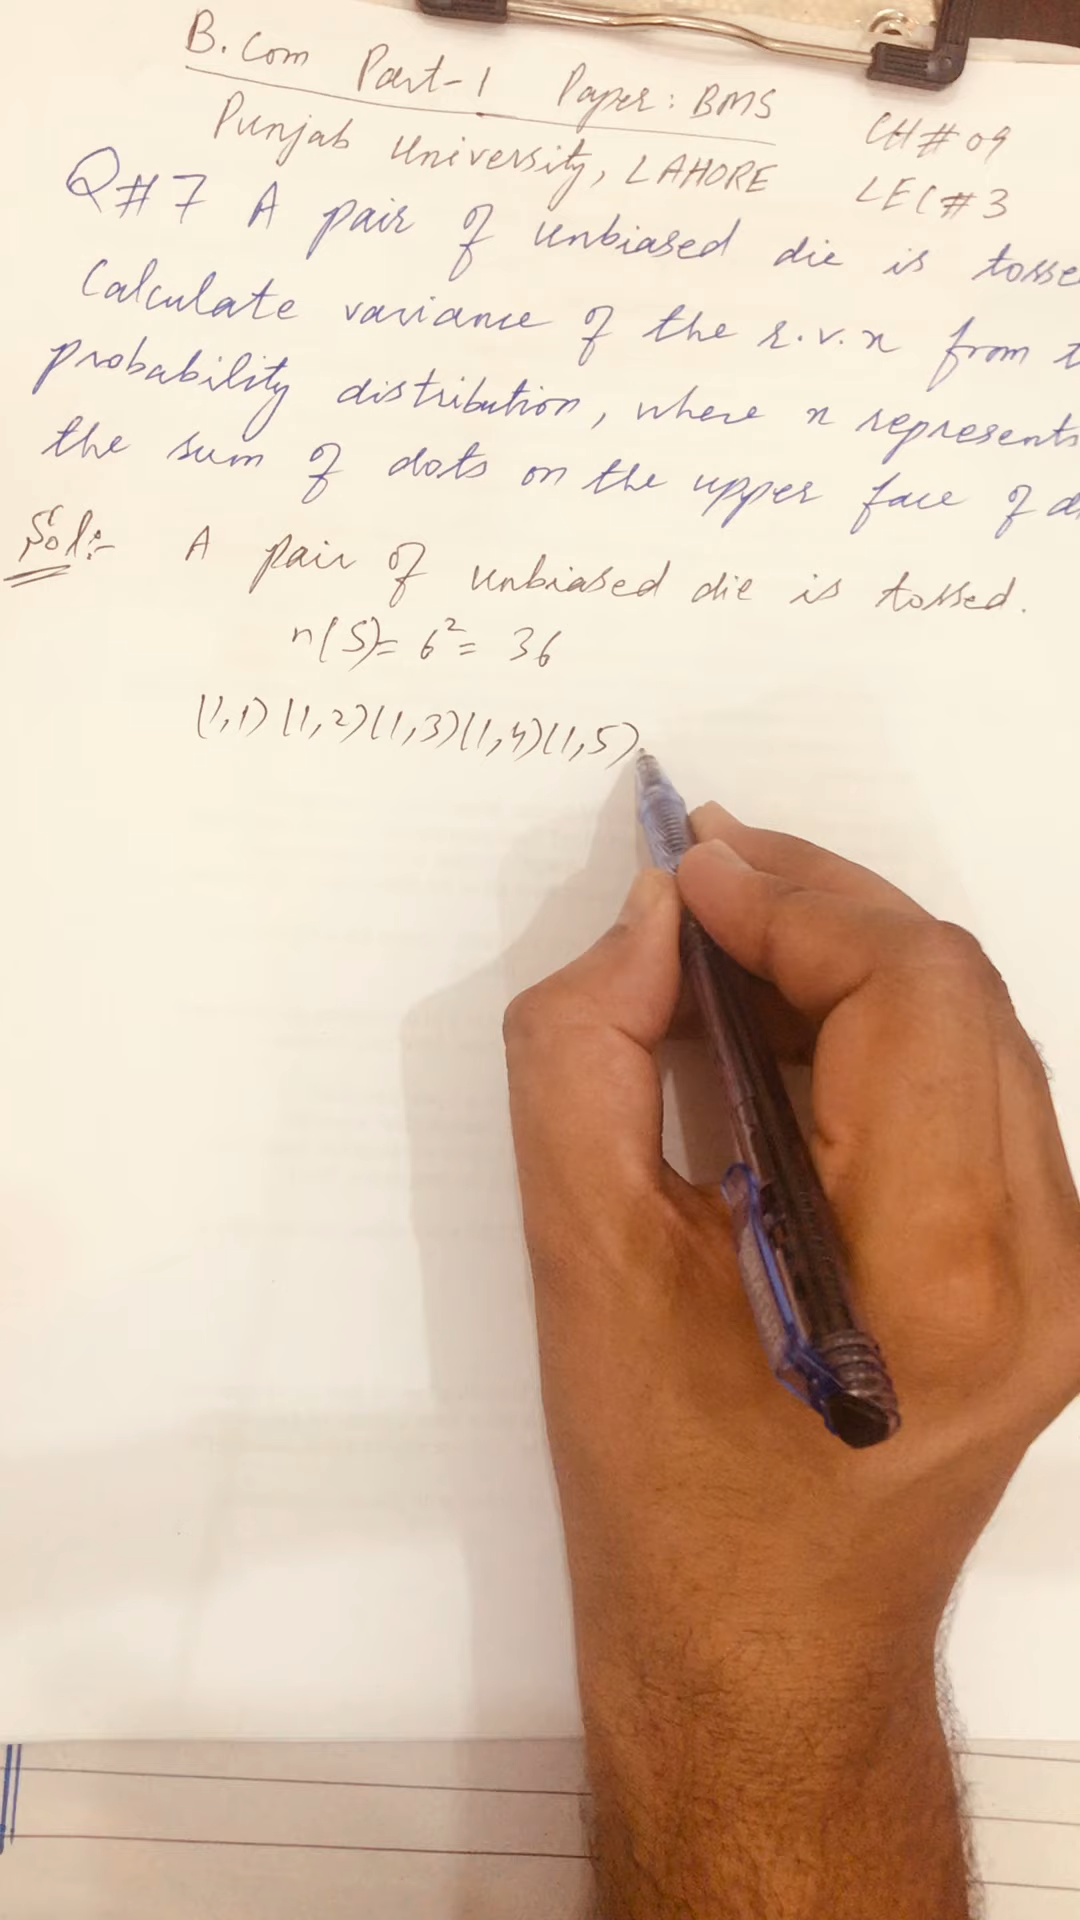 B. Com Part-1 Paper: BMS
Punjab University, LAHORE
CH # 09
LEC # 3
Q#7 A pair of unbiased die is tosse
Calculate variance of the r.v.x from t
probability distribution, where x represents
the sum of dots on the upper face of d
Sol:- A pair of unbiased die is tossed.
n(S) = 6² = 36
(1,1) (1,2) (1,3) (1,4) (1,5)